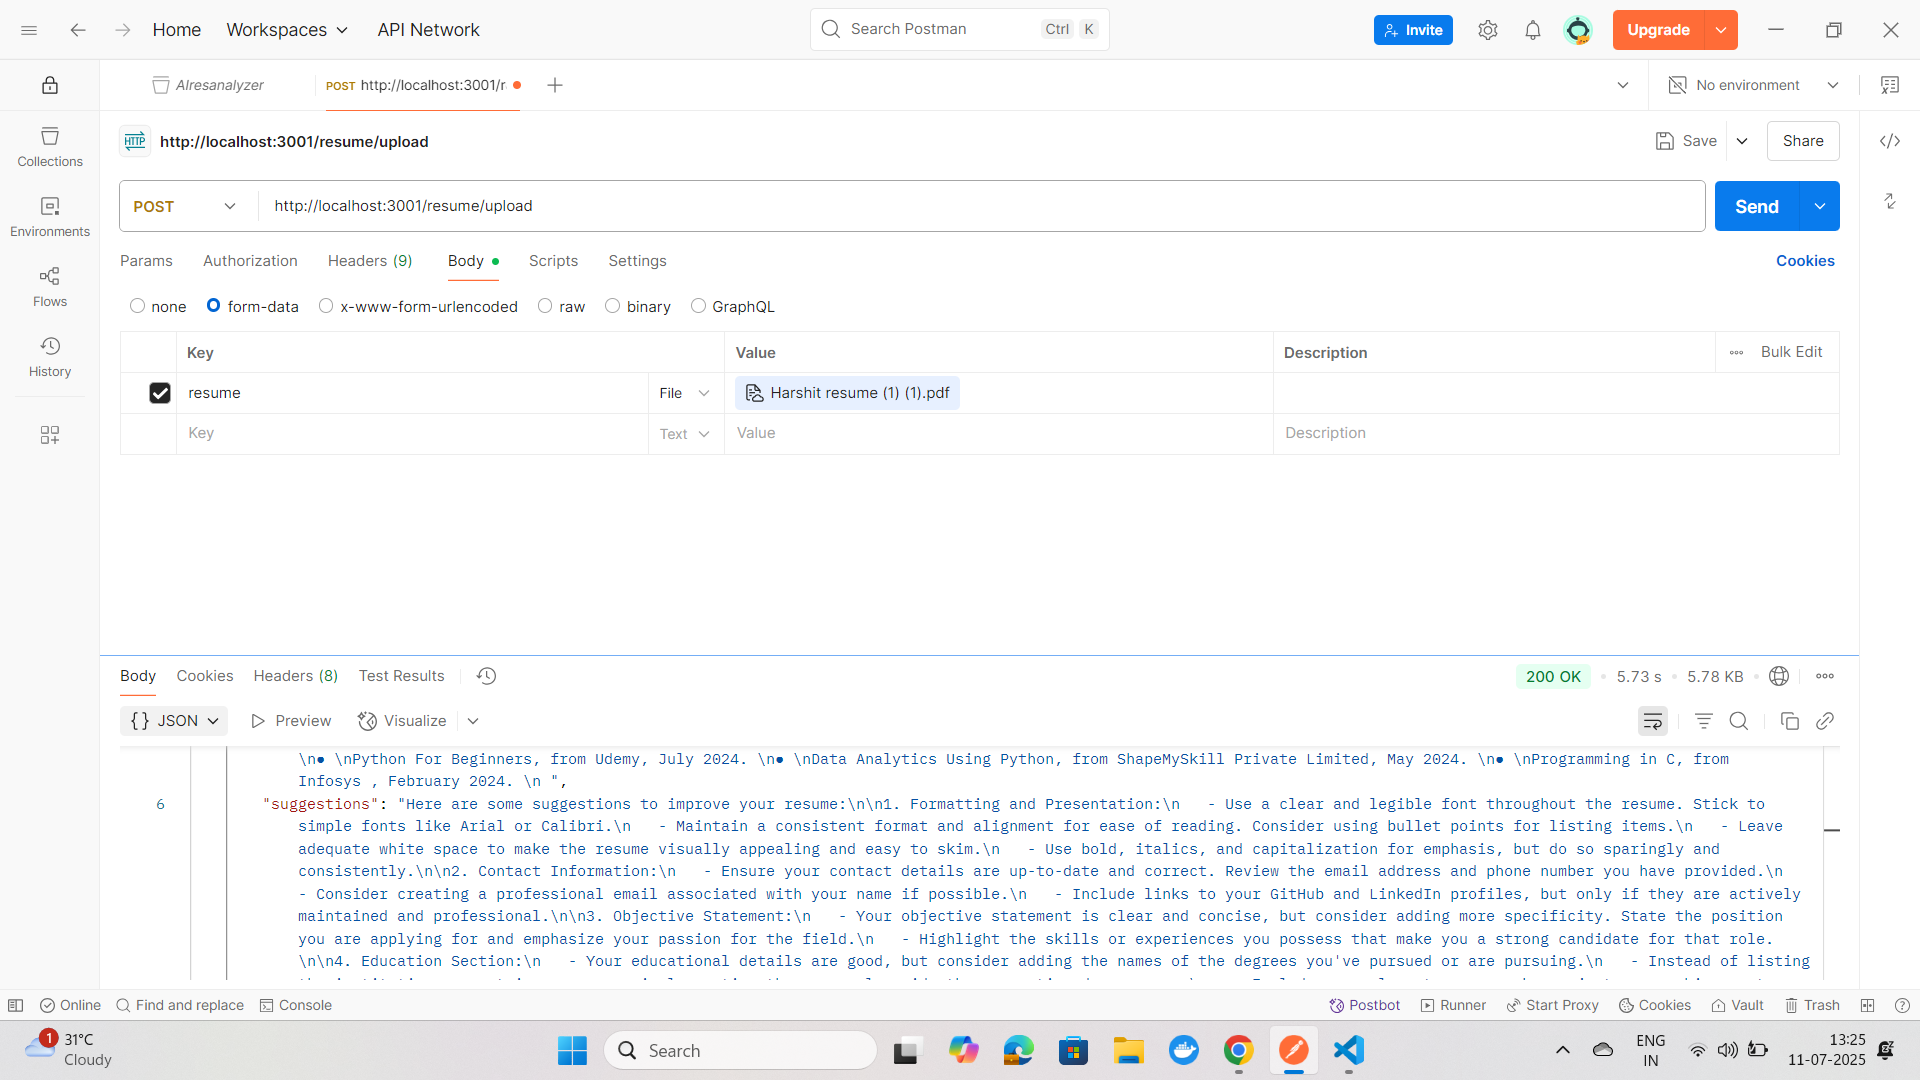 Home
Workspaces
API Network
Search Postman
Ctrl K
Invite
Upgrade
AIresanalyzer
POST http://localhost:3001/r
No environment
Collections
Environments
Flows
History
HTTP http://localhost:3001/resume/upload
Save
Share
POST
http://localhost:3001/resume/upload
Send
Params
Authorization
Headers (9)
Body
Scripts
Settings
Cookies
none
form-data
x-www-form-urlencoded
raw
binary
GraphQL
Key
Value
Description
Bulk Edit
resume
File
Harshit resume (1) (1).pdf
Key
Text
Value
Description
Body
Cookies
Headers (8)
Test Results
200 OK
5.73 s
5.78 KB
{} JSON
Preview
Visualize
\n● \nPython For Beginners, from Udemy, July 2024. \n● \nData Analytics Using Python, from ShapeMySkill Private Limited, May 2024. \n● \nProgramming in C, from
Infosys , February 2024. \n ",
6 "suggestions": "Here are some suggestions to improve your resume:\n\n1. Formatting and Presentation:\n   - Use a clear and legible font throughout the resume. Stick to
simple fonts like Arial or Calibri.\n   - Maintain a consistent format and alignment for ease of reading. Consider using bullet points for listing items.\n   - Leave
adequate white space to make the resume visually appealing and easy to skim.\n   - Use bold, italics, and capitalization for emphasis, but do so sparingly and
consistently.\n\n2. Contact Information:\n   - Ensure your contact details are up-to-date and correct. Review the email address and phone number you have provided.\n
- Consider creating a professional email associated with your name if possible.\n   - Include links to your GitHub and LinkedIn profiles, but only if they are actively
maintained and professional.\n\n3. Objective Statement:\n   - Your objective statement is clear and concise, but consider adding more specificity. State the position
you are applying for and emphasize your passion for the field.\n   - Highlight the skills or experiences you possess that make you a strong candidate for that role.
\n\n4. Education Section:\n   - Your educational details are good, but consider adding the names of the degrees you've pursued or are pursuing.\n   - Instead of listing
Online
Find and replace
Console
Postbot
Runner
Start Proxy
Cookies
Vault
Trash
1
31°C
Cloudy
Search
ENG
IN
13:25
11-07-2025